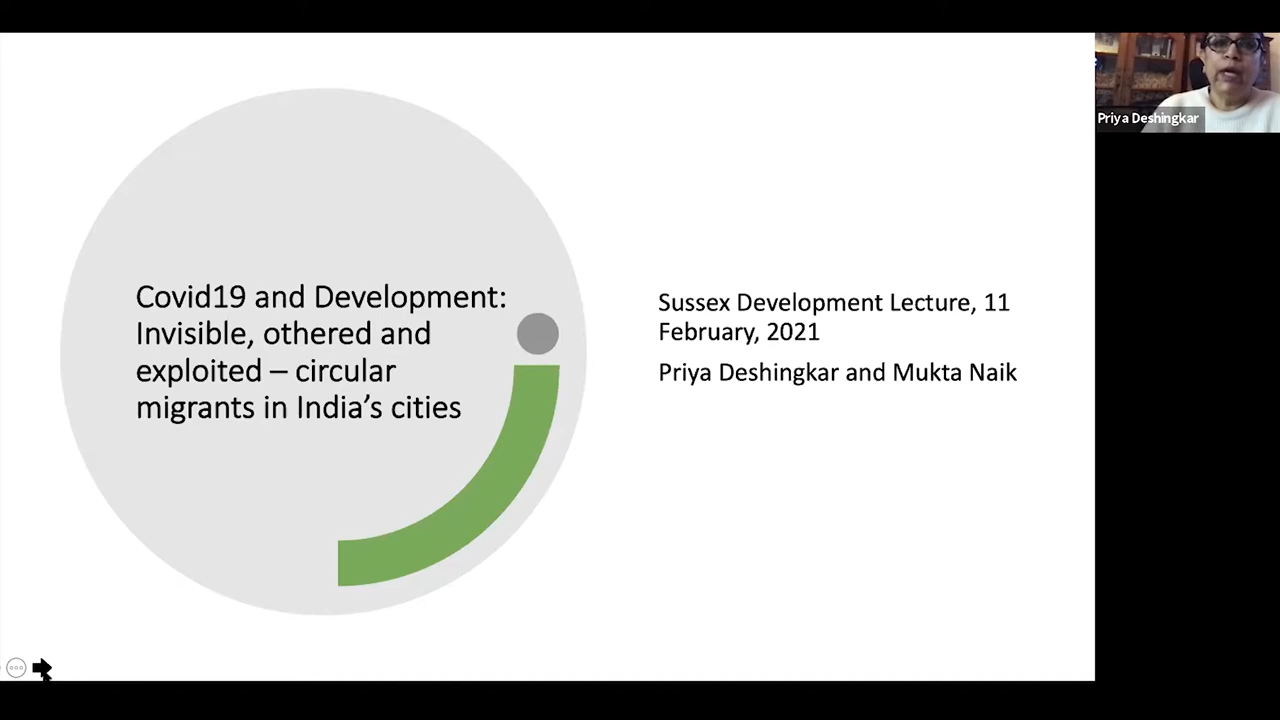 Covid19 and Development:
Invisible, othered and
exploited – circular
migrants in India’s cities
Sussex Development Lecture, 11
February, 2021
Priya Deshingkar and Mukta Naik
Priya Deshingkar